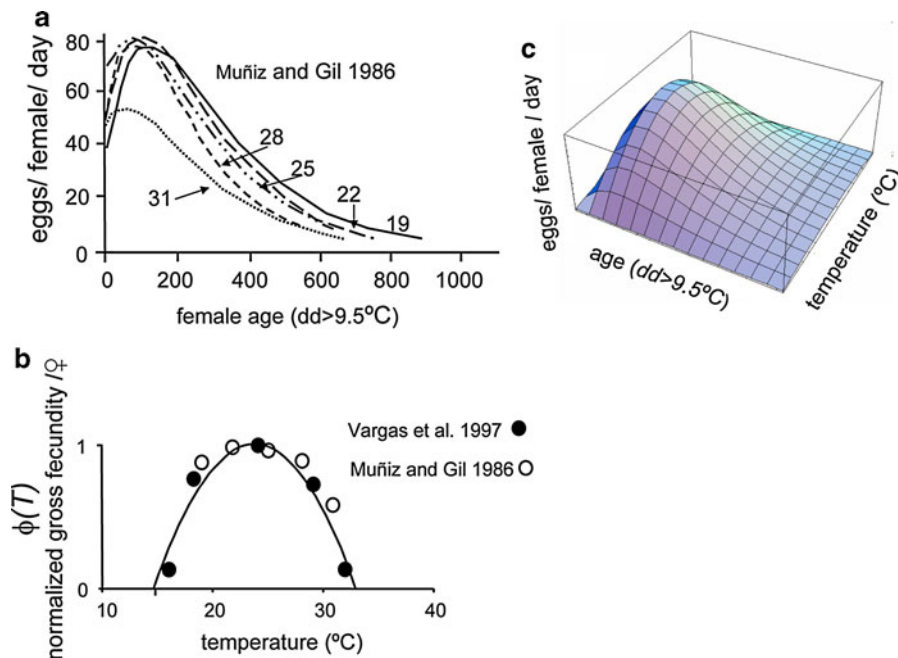 a
eggs/ female/ day
80
60
40
20
0
Muñiz and Gil 1986
28
25
31
22
19
0 200 400 600 800 1000
female age (dd>9.5ºC)
c
eggs/ female / day
age (dd>9.5ºC)
temperature (ºC)
b
ϕ(T)
normalized gross fecundity /♀
1
0
Vargas et al. 1997
Muñiz and Gil 1986
10 20 30 40
temperature (ºC)